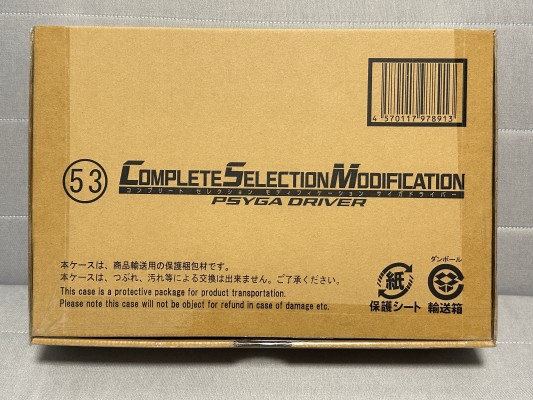 4 570117 978913
53
COMPLETE SELECTION MODIFICATION
コンプリート セレクション モディフィケーション サイガドライバー
PSYGA DRIVER
本ケースは、商品輸送用の保護梱包材です。
本ケースは、つぶれ、汚れ等による交換は出来ません。ご了承ください。
This case is a protective package for product transportation.
Please note this case will not be object for refund in case of damage etc.
紙
保護シート
ダンボール
輸送箱